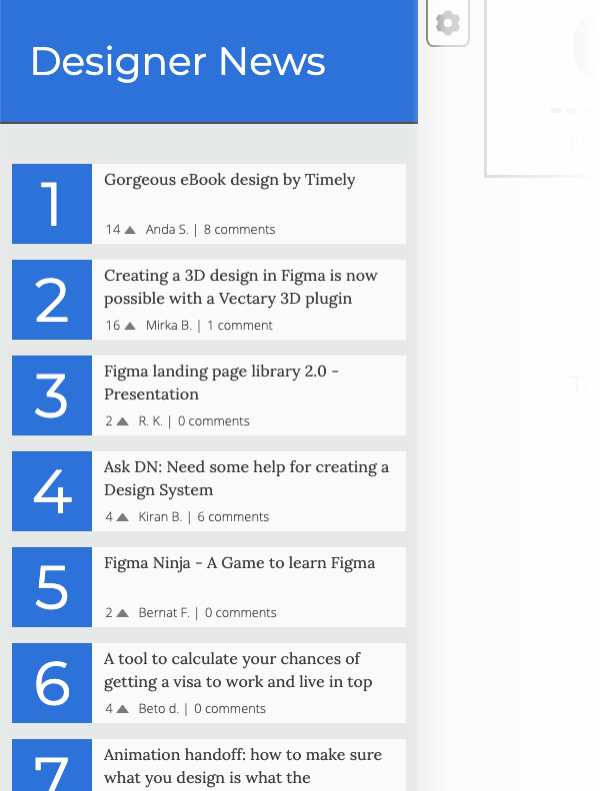 Designer News
1
Gorgeous eBook design by Timely
14 ▲ Anda S. | 8 comments
2
Creating a 3D design in Figma is now
possible with a Vectary 3D plugin
16 ▲ Mirka B. | 1 comment
3
Figma landing page library 2.0 -
Presentation
2 ▲ R. K. | 0 comments
4
Ask DN: Need some help for creating a
Design System
4 ▲ Kiran B. | 6 comments
5
Figma Ninja - A Game to learn Figma
2 ▲ Bernat F. | 0 comments
6
A tool to calculate your chances of
getting a visa to work and live in top
4 ▲ Beto d. | 0 comments
7
Animation handoff: how to make sure
what you design is what the